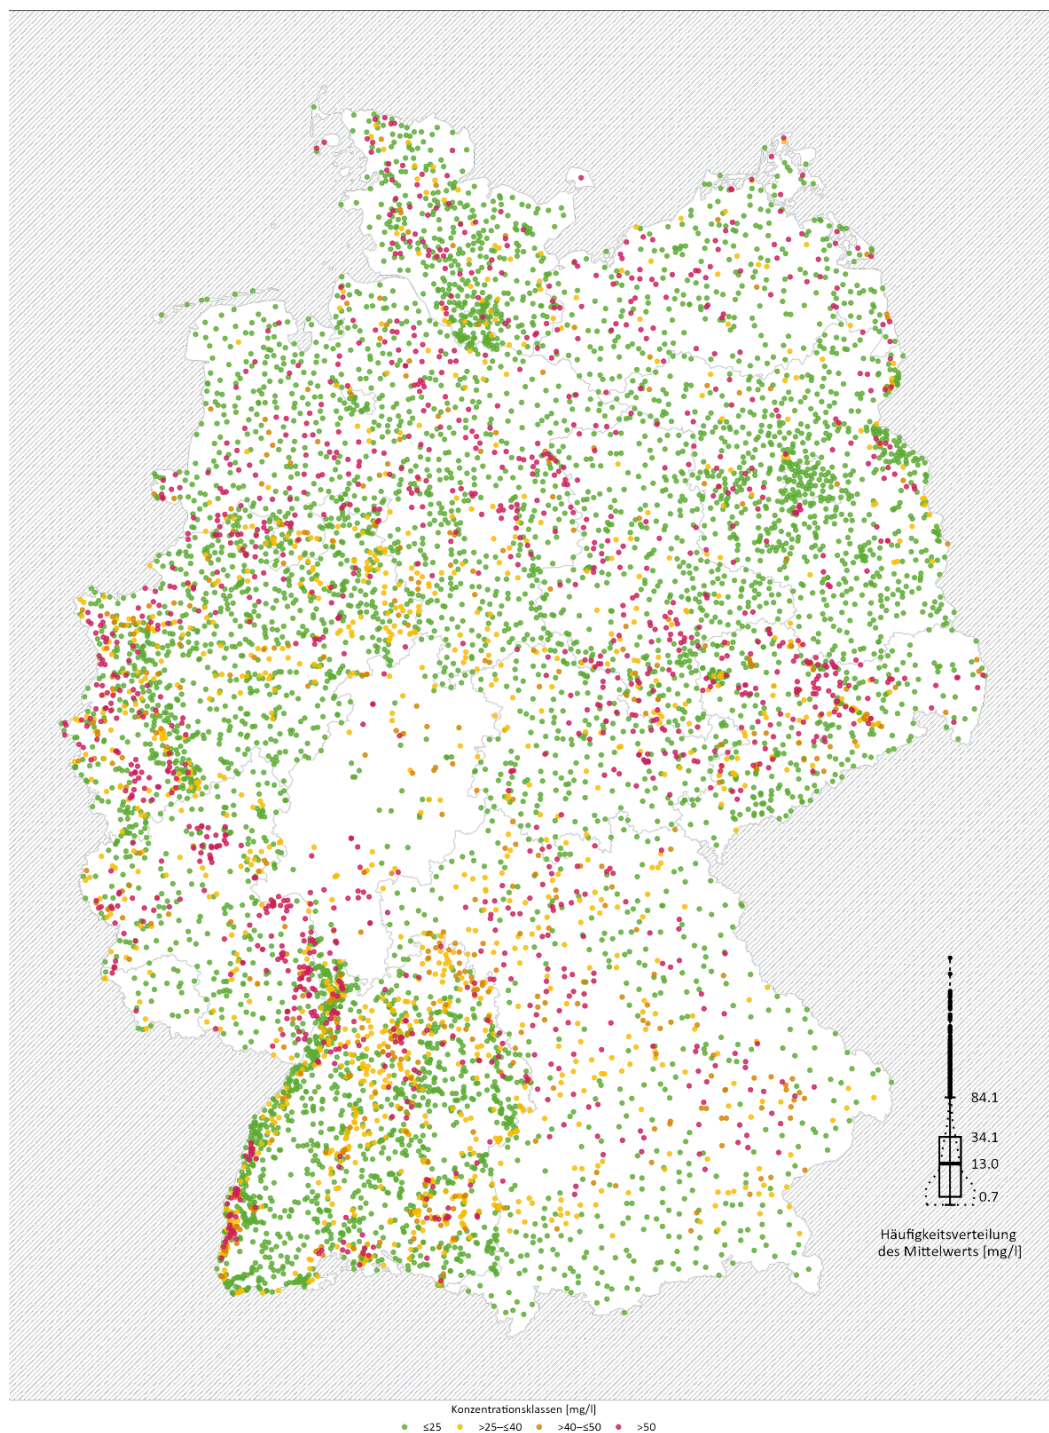 84.1
34.1
13.0
0.7
Häufigkeitsverteilung
des Mittelwerts [mg/l]
Konzentrationsklassen [mg/l]
≤25 >25–≤40 >40–≤50 >50